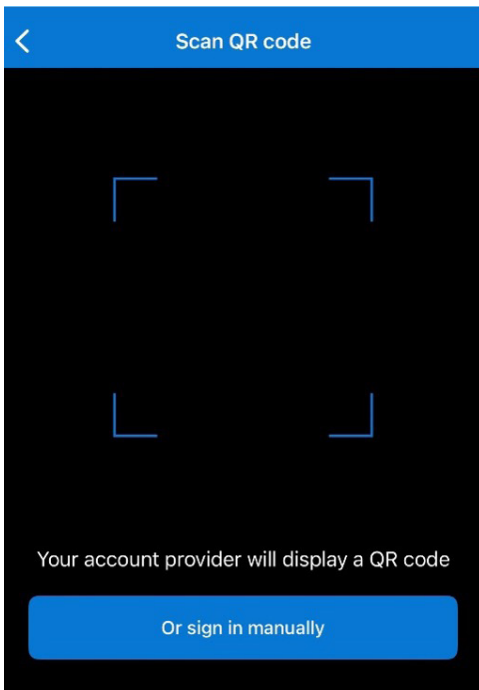 Scan QR code
Your account provider will display a QR code
Or sign in manually